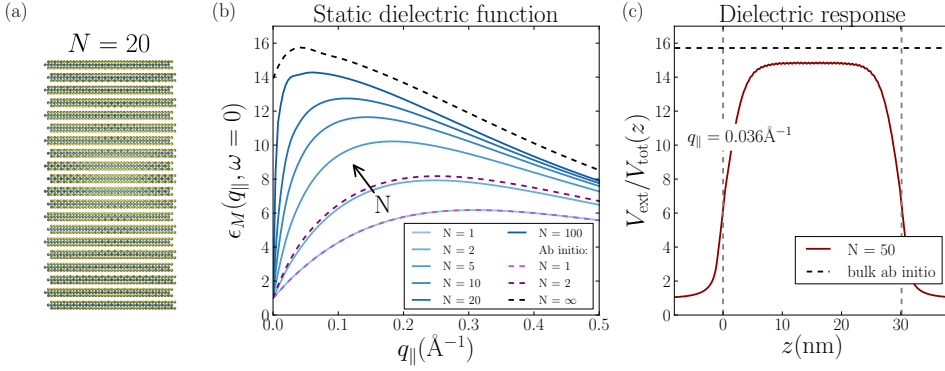 (a)
N = 20
(b)
Static dielectric function
ϵ_M(q_∥, ω = 0)
16
14
12
10
8
6
4
2
0
N
N = 1
N = 2
N = 5
N = 10
N = 20
N = 100
Ab initio:
N = 1
N = 2
N = ∞
0.0
0.1
0.2
0.3
0.4
0.5
q_∥(Å⁻¹)
(c)
Dielectric response
V_ext/V_tot(z)
16
14
12
10
8
6
4
2
0
q_∥ = 0.036Å⁻¹
N = 50
bulk ab initio
0
10
20
30
z(nm)